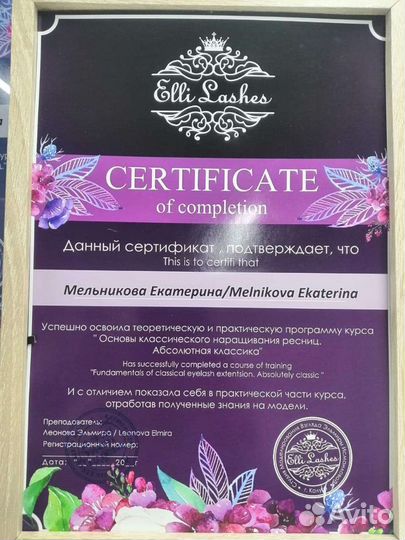 Elli Lashes
CERTIFICATE
of completion
Данный сертификат , подтверждает, что
This is to certifi that
Мельникова Екатерина/Melnikova Ekaterina
Успешно освоила теоретическую и практическую программу курса
" Основы классического наращивания ресниц.
Абсолютная классика"
Has successfully completed a course of training
"Fundamentals of classical eyelash extentsion. Absolutely classic "
И с отличием показала себя в практической части курса,
отработав полученные знания на модели.
Преподаватель:
Леонова Эльмира / Leonova Elmira
Регистрационный номер:
Дата: 20 г
Elli Lashes
Avito